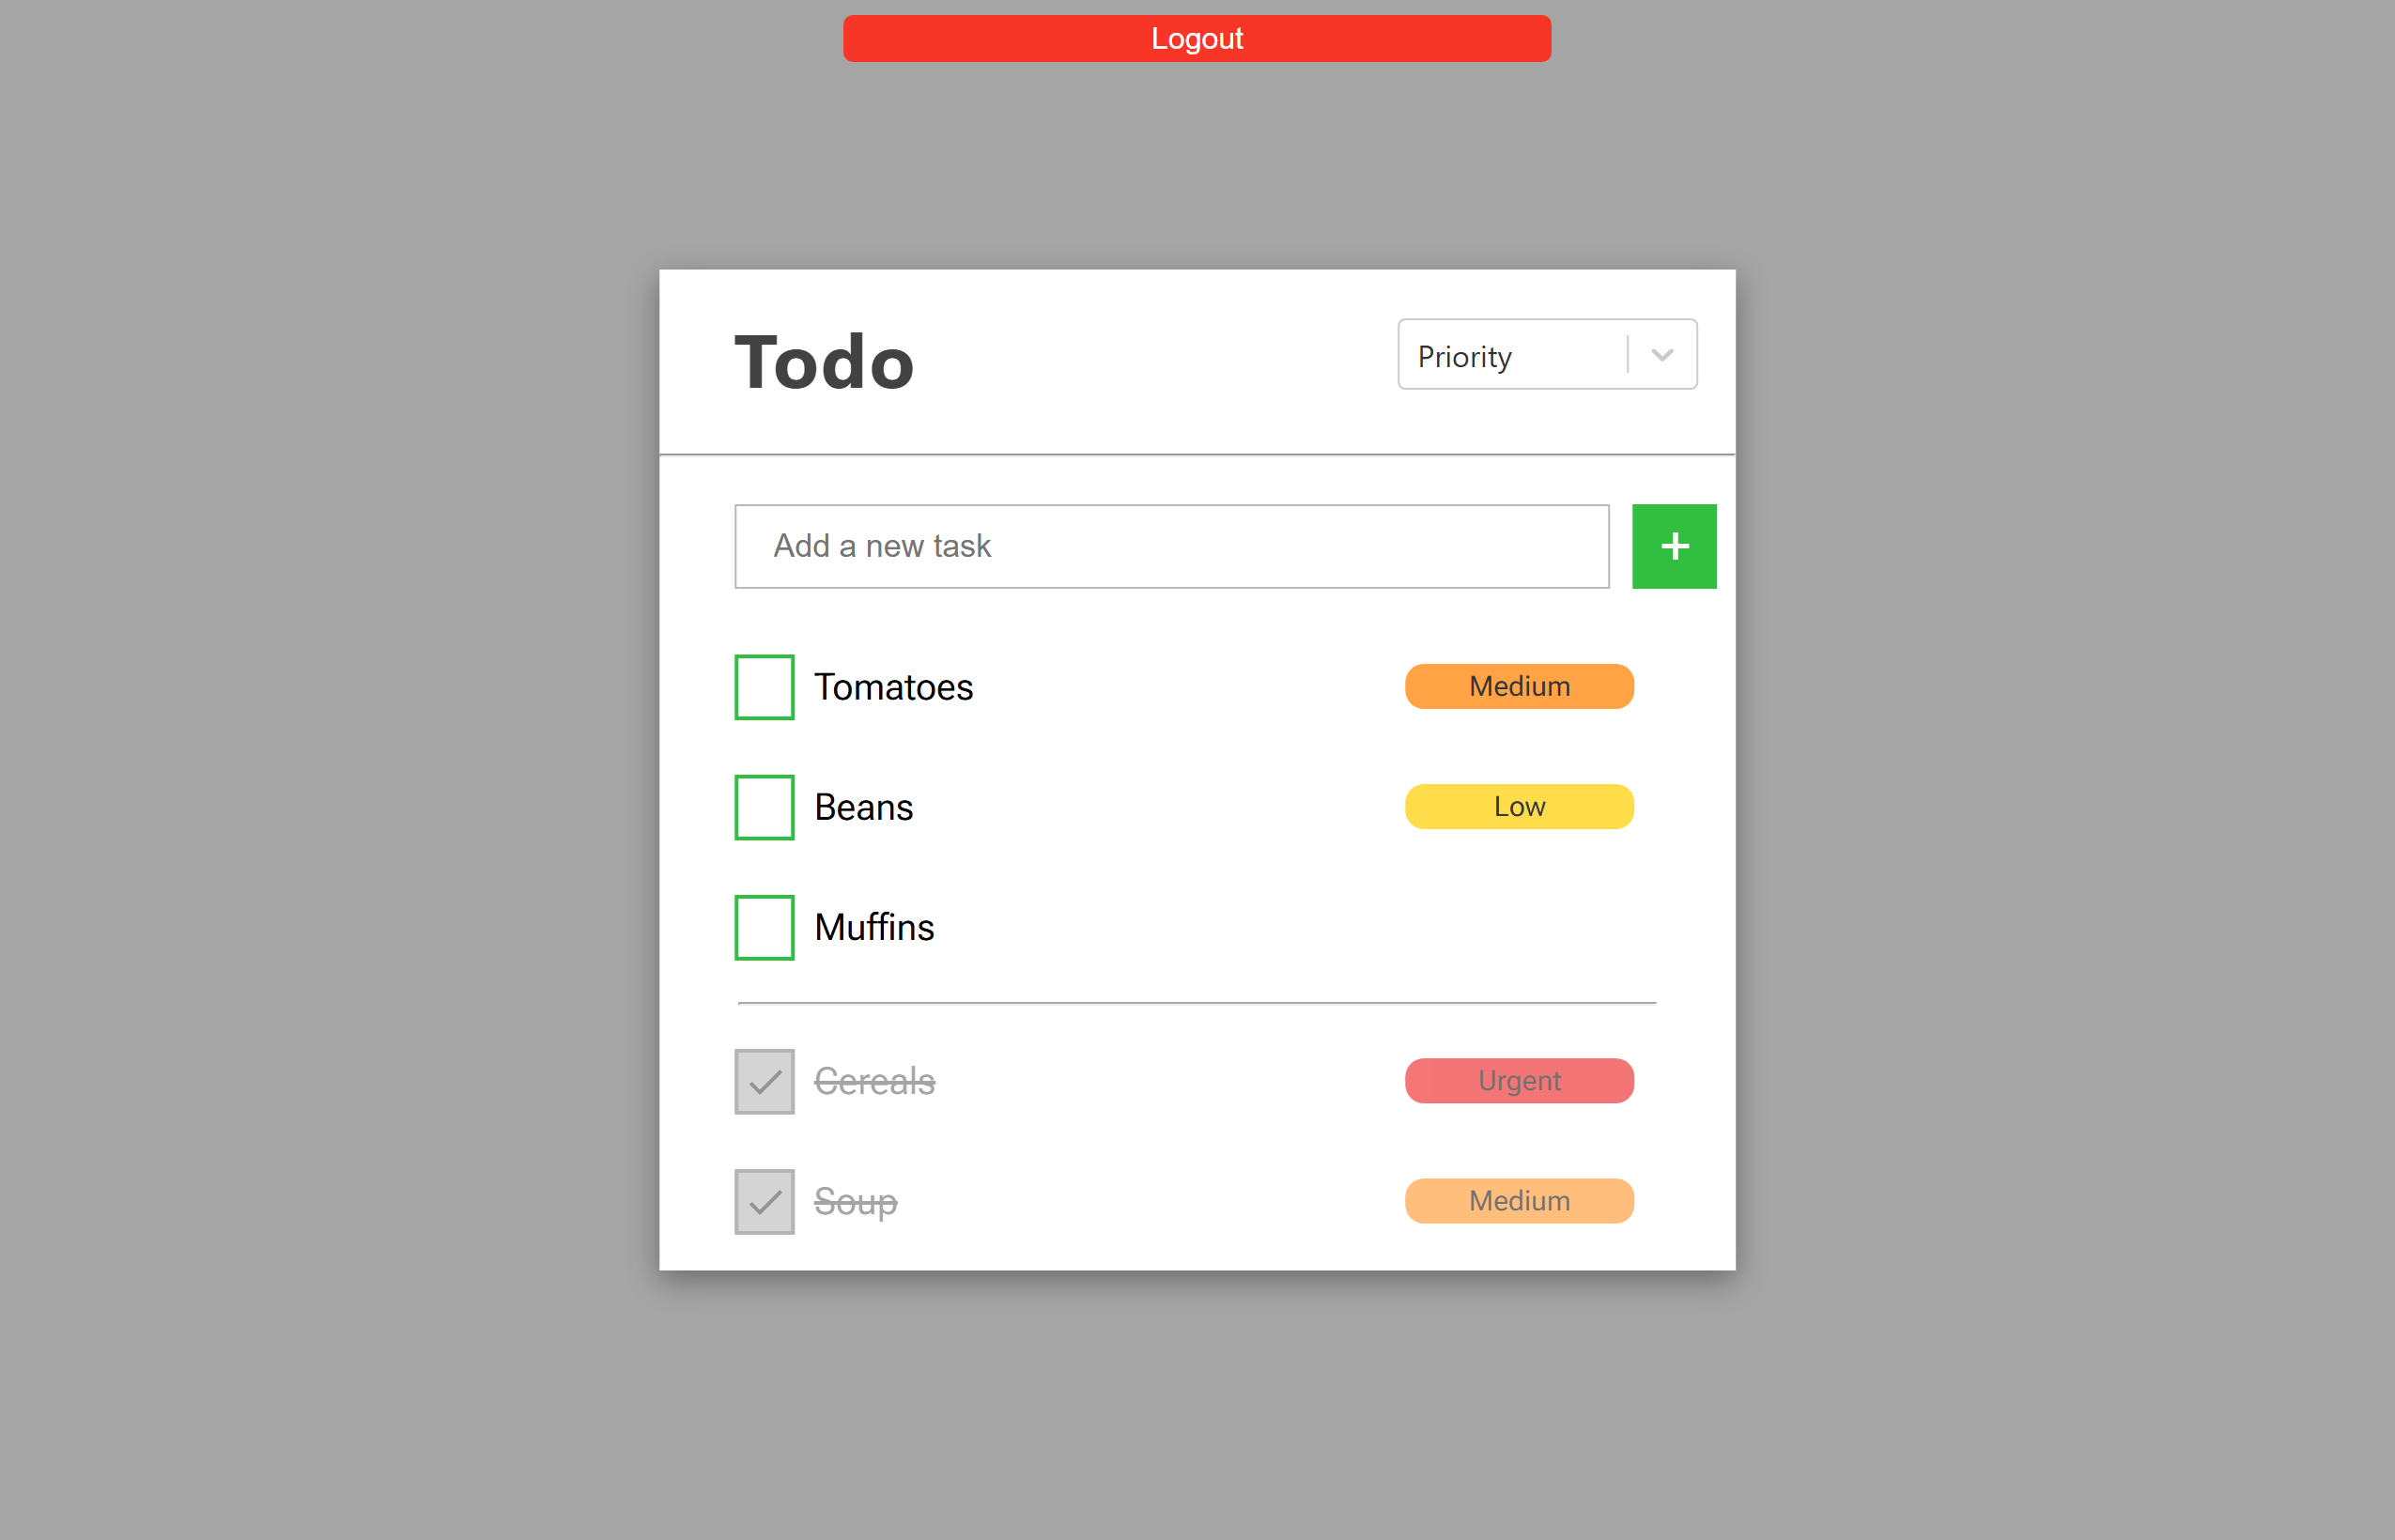 Logout
Todo
Priority
Add a new task
+
Tomatoes Medium
Beans Low
Muffins
Cereals Urgent
Soup Medium